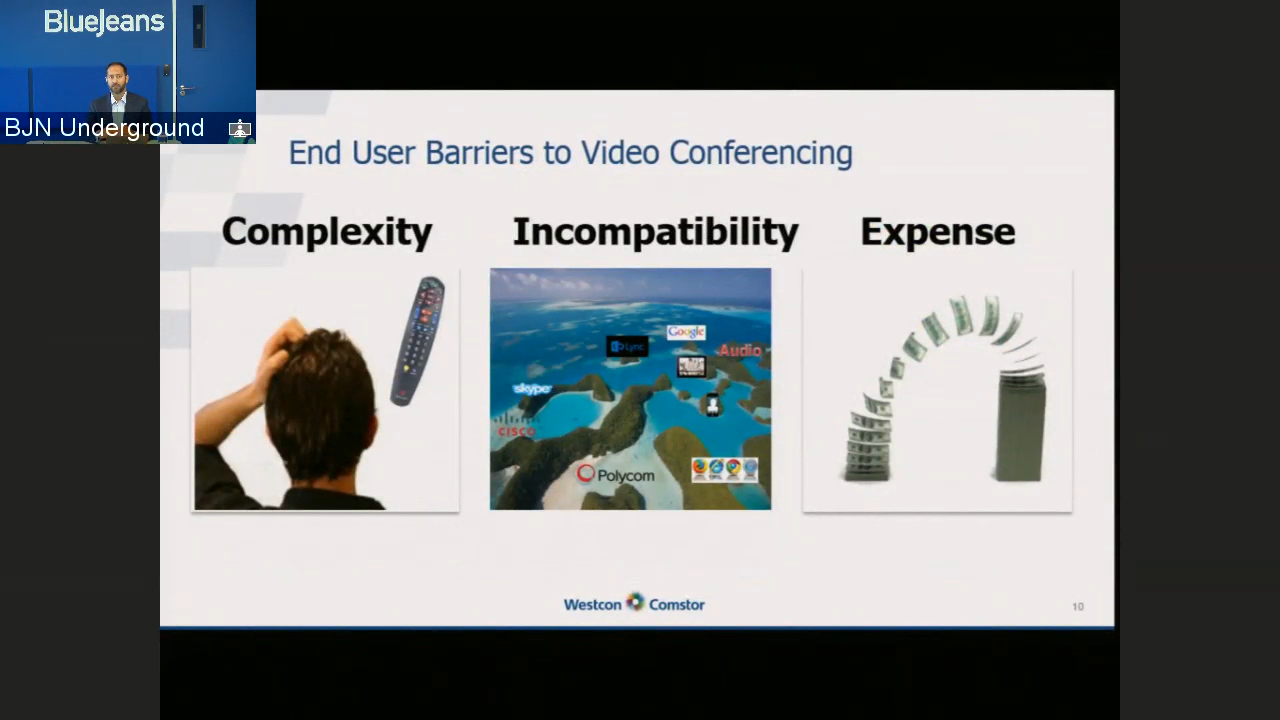 BlueJeans
BJN Underground
End User Barriers to Video Conferencing
Complexity
Incompatibility
Expense
Lync
Google
Audio
skype
CISCO
Polycom
Westcon Comstor
10